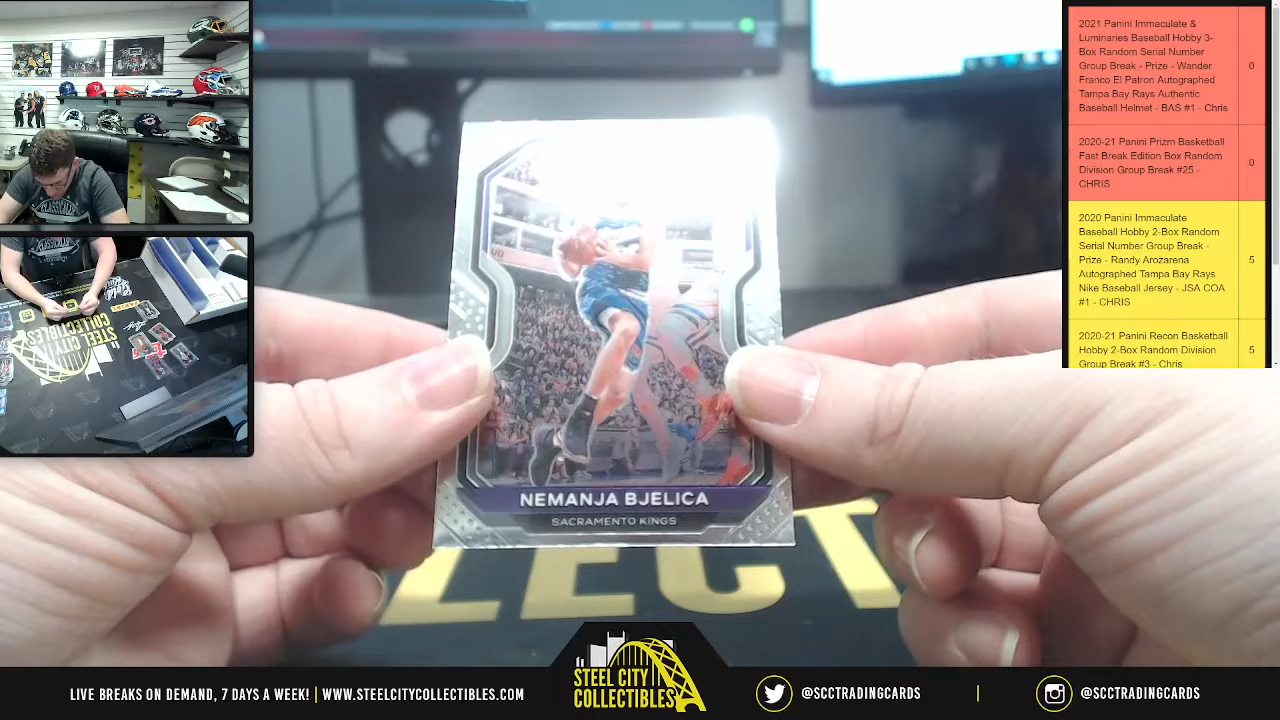 2021 Panini Immaculate &
Luminaries Baseball Hobby 3-
Box Random Serial Number
Group Break - Prize - Wander
Franco El Patron Autographed
Tampa Bay Rays Authentic
Baseball Helmet - BAS #1 - Chris
0
2020-21 Panini Prizm Basketball
Fast Break Edition Box Random
Division Group Break #25 -
CHRIS
0
2020 Panini Immaculate
Baseball Hobby 2-Box Random
Serial Number Group Break -
Prize - Randy Arozarena
Autographed Tampa Bay Rays
Nike Baseball Jersey - JSA COA
#1 - CHRIS
5
2020-21 Panini Recon Basketball
Hobby 2-Box Random Division
Group Break #3 - Chris
5
CLASSICALLY
STEEL CITY
COLLECTIBLES
NEMANJA BJELICA
SACRAMENTO KINGS
LECT
LIVE BREAKS ON DEMAND, 7 DAYS A WEEK! | WWW.STEELCITYCOLLECTIBLES.COM
STEEL CITY
COLLECTIBLES
@SCCTRADINGCARDS
|
@SCCTRADINGCARDS